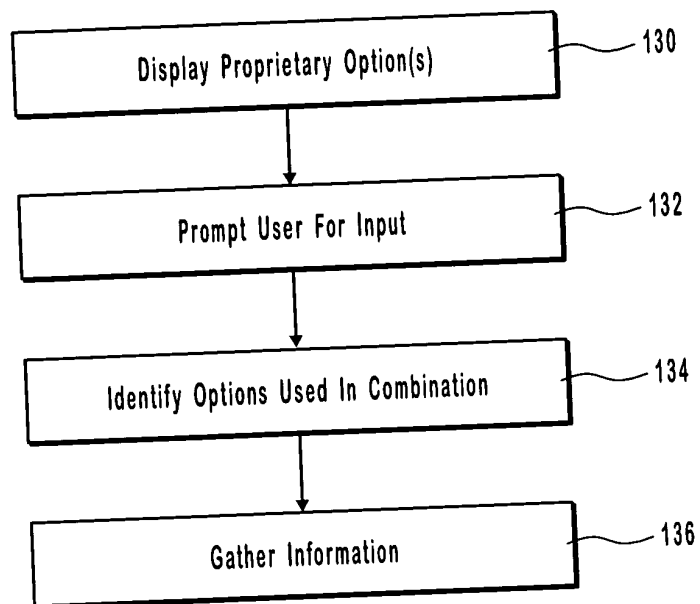 Display Proprietary Option(s)
130
Prompt User For Input
132
Identify Options Used In Combination
134
Gather Information
136